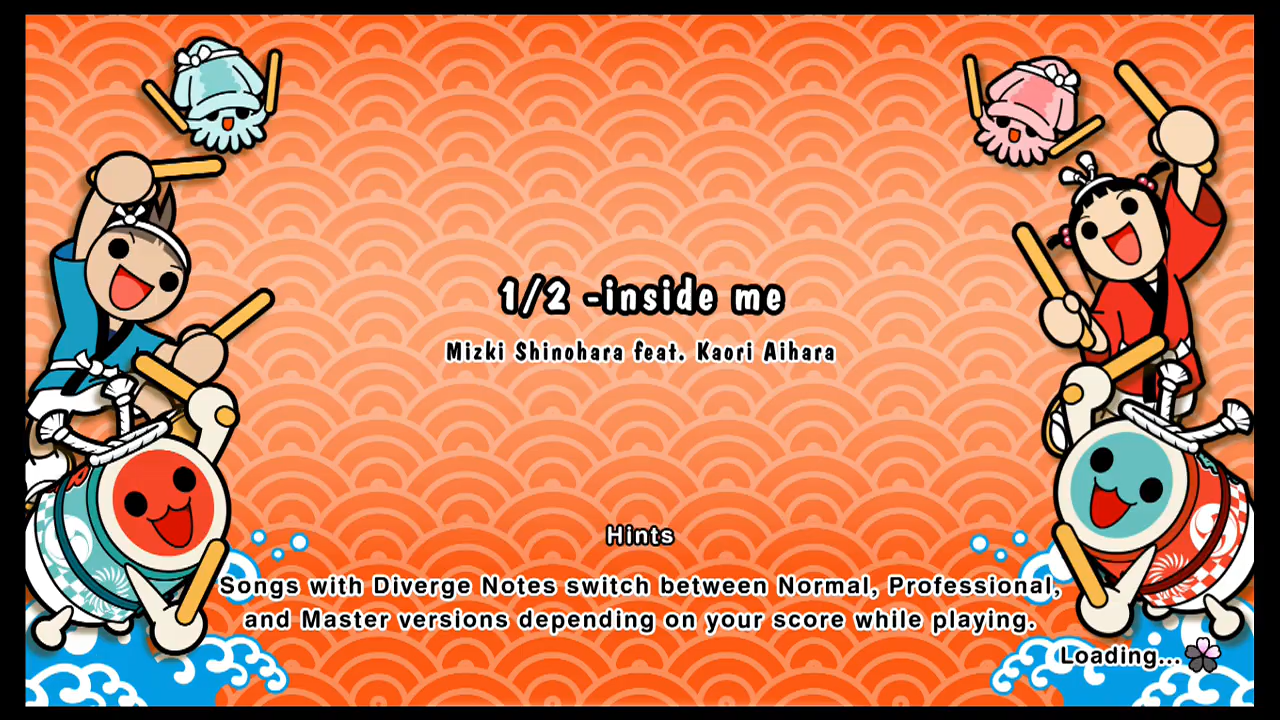 1/2 -inside me
Mizki Shinohara feat. Kaori Aihara
Hints
Songs with Diverge Notes switch between Normal, Professional,
and Master versions depending on your score while playing.
Loading...